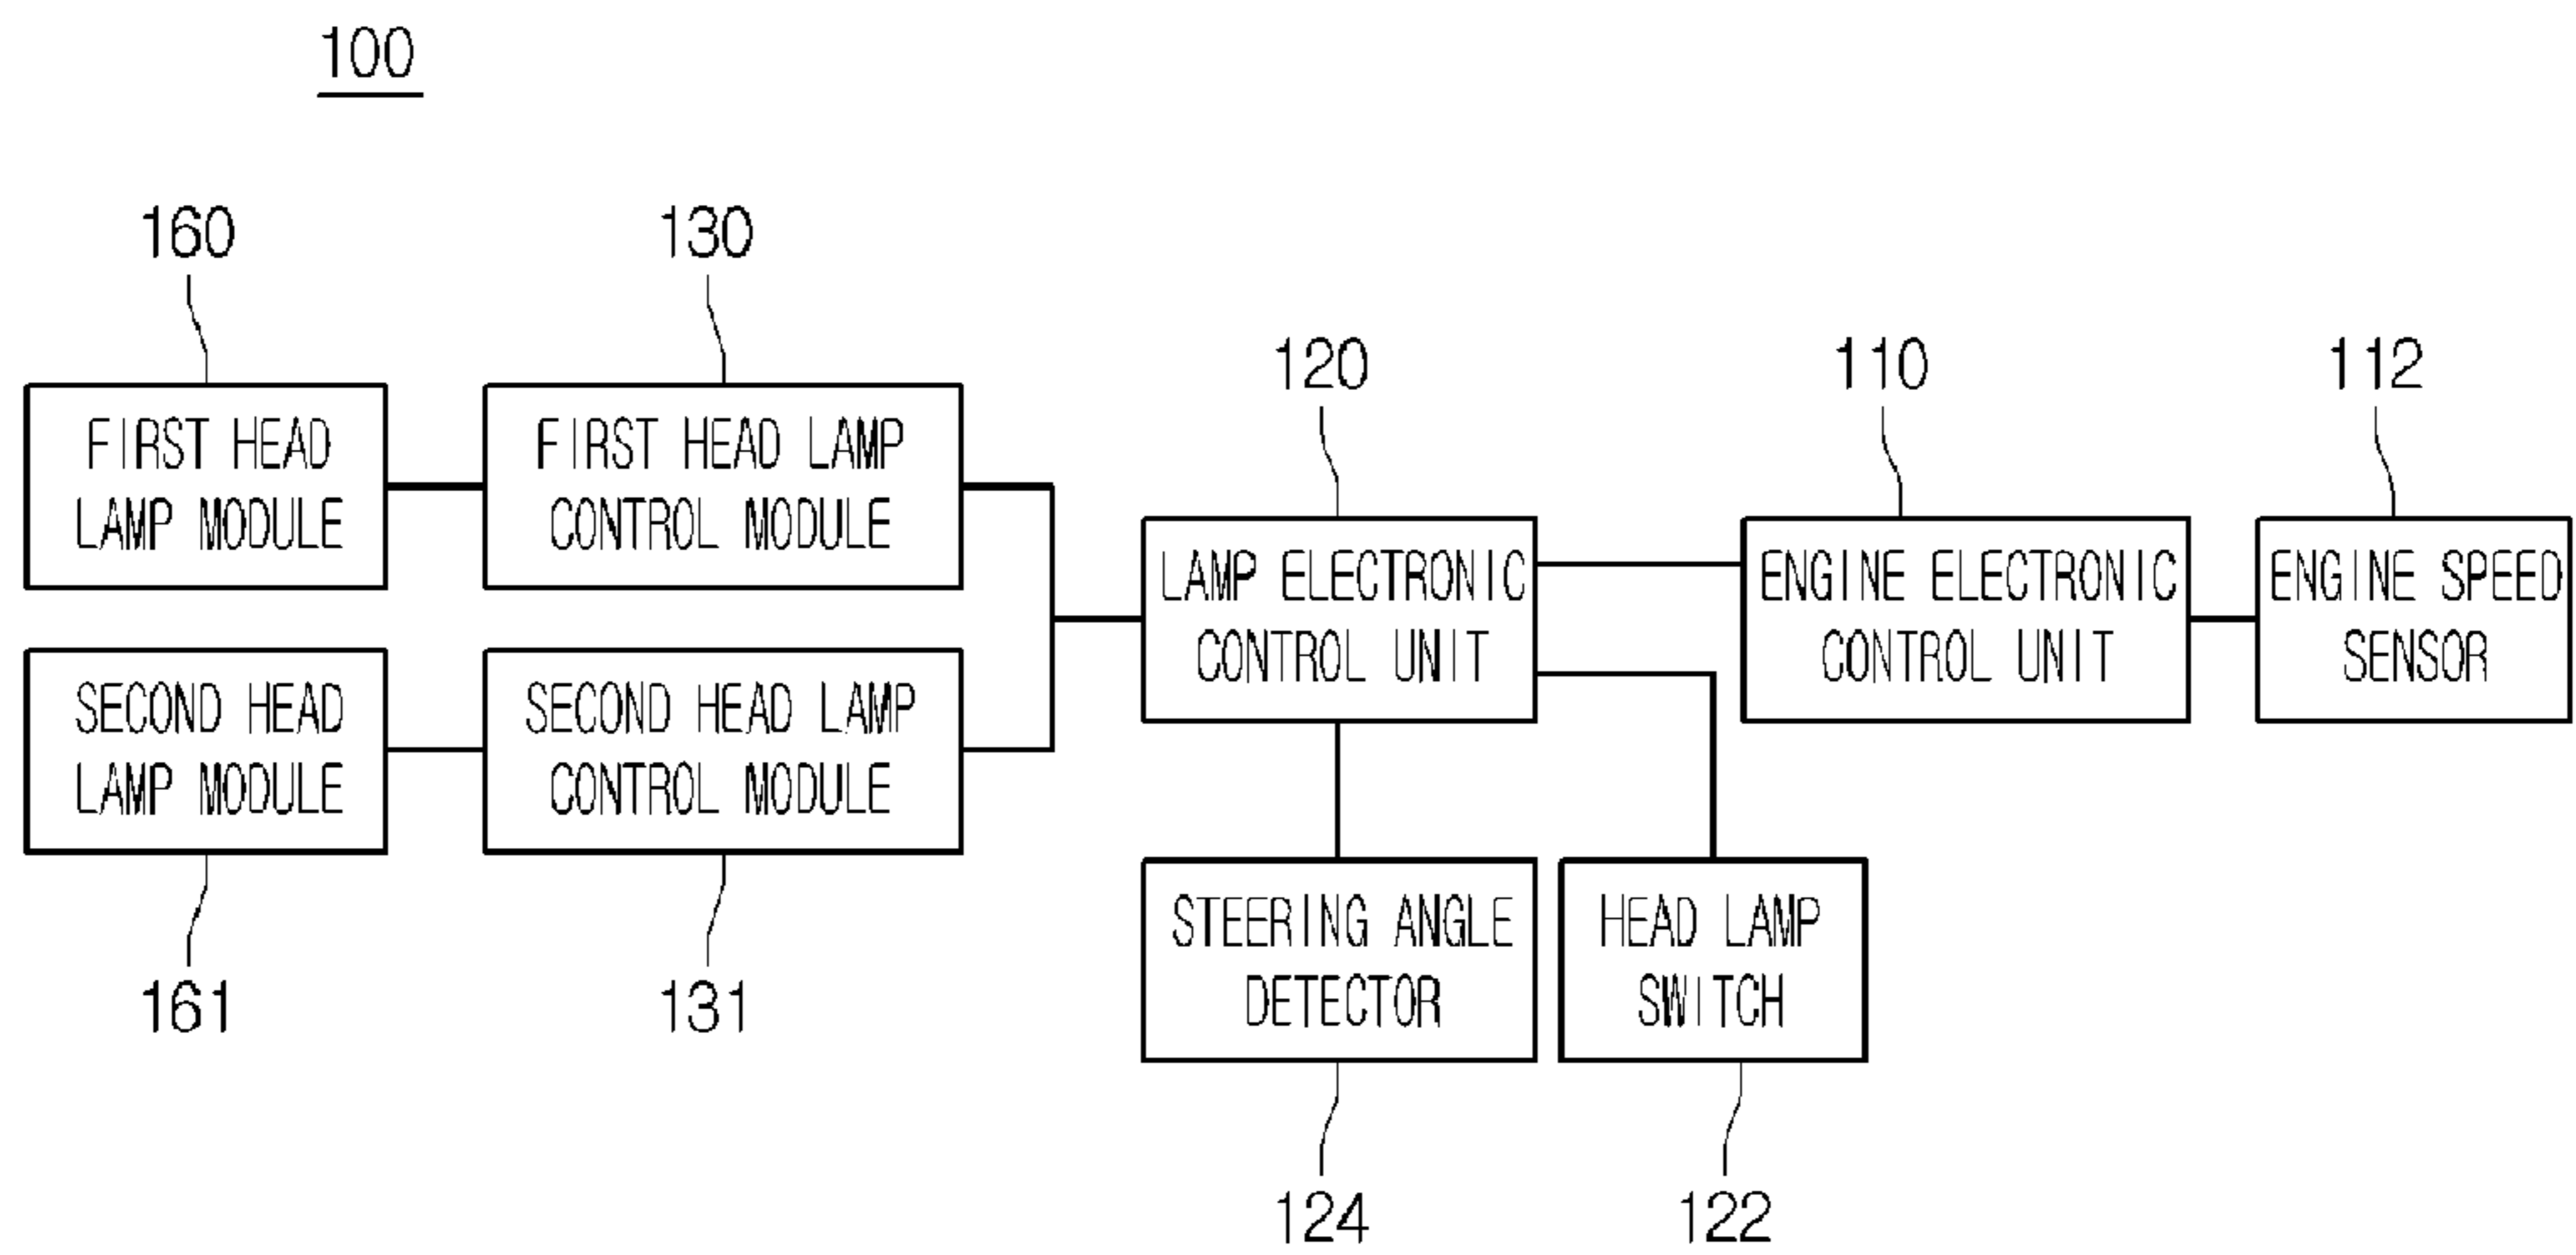 100
160
130
FIRST HEAD
LAMP MODULE
FIRST HEAD LAMP
CONTROL MODULE
120
110
112
LAMP ELECTRONIC
CONTROL UNIT
ENGINE ELECTRONIC
CONTROL UNIT
ENGINE SPEED
SENSOR
SECOND HEAD
LAMP MODULE
SECOND HEAD LAMP
CONTROL MODULE
161
131
STEERING ANGLE
DETECTOR
HEAD LAMP
SWITCH
124
122